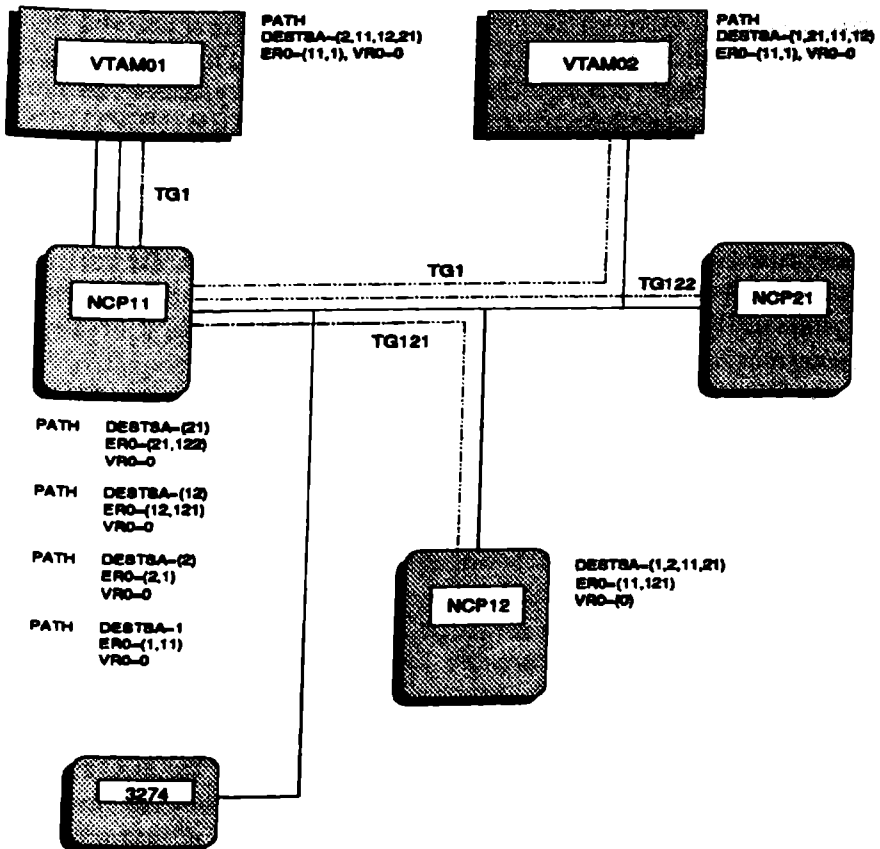 VTAM01
PATH
DESTSA=(2,11,12,21)
ER0=(11,1), VR0=0
VTAM02
PATH
DESTSA=(1,21,11,12)
ER0=(11,1), VR0=0
TG1
NCP11
TG1
TG122
NCP21
TG121
PATH DESTSA=(21)
ER0=(21,122)
VR0=0
PATH DESTSA=(12)
ER0=(12,121)
VR0=0
PATH DESTSA=(2)
ER0=(2,1)
VR0=0
PATH DESTSA=1
ER0=(1,11)
VR0=0
NCP12
DESTSA=(1,2,11,21)
ER0=(11,121)
VR0=(0)
3274